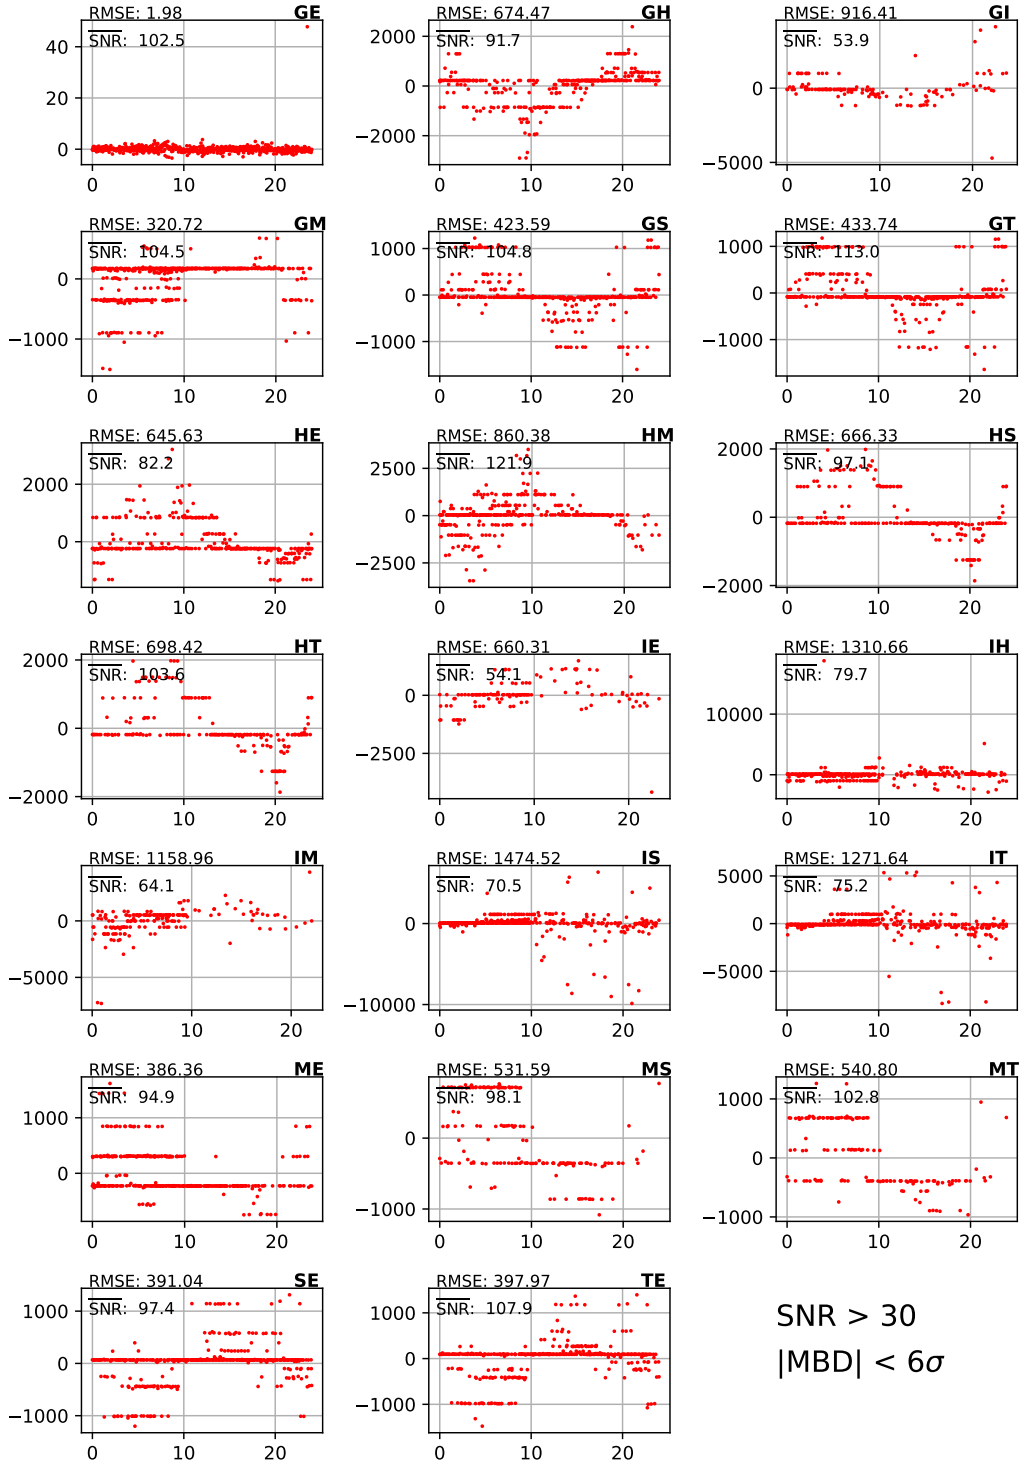 RMSE: 1.98 GE
SNR: 102.5
40
20
0
0 10 20
RMSE: 674.47 GH
SNR: 91.7
2000
0
−2000
0 10 20
RMSE: 916.41 GI
SNR: 53.9
0
−5000
0 10 20
RMSE: 320.72 GM
SNR: 104.5
0
−1000
0 10 20
RMSE: 423.59 GS
SNR: 104.8
1000
0
−1000
0 10 20
RMSE: 433.74 GT
SNR: 113.0
1000
0
−1000
0 10 20
RMSE: 645.63 HE
SNR: 82.2
2000
0
0 10 20
RMSE: 860.38 HM
SNR: 121.9
2500
0
−2500
0 10 20
RMSE: 666.33 HS
SNR: 97.1
2000
0
−2000
0 10 20
RMSE: 698.42 HT
SNR: 103.6
2000
0
−2000
0 10 20
RMSE: 660.31 IE
SNR: 54.1
0
−2500
0 10 20
RMSE: 1310.66 IH
SNR: 79.7
10000
0
0 10 20
RMSE: 1158.96 IM
SNR: 64.1
0
−5000
0 10 20
RMSE: 1474.52 IS
SNR: 70.5
0
−10000
0 10 20
RMSE: 1271.64 IT
SNR: 75.2
5000
0
−5000
0 10 20
RMSE: 386.36 ME
SNR: 94.9
1000
0
0 10 20
RMSE: 531.59 MS
SNR: 98.1
0
−1000
0 10 20
RMSE: 540.80 MT
SNR: 102.8
1000
0
−1000
0 10 20
RMSE: 391.04 SE
SNR: 97.4
1000
0
−1000
0 10 20
RMSE: 397.97 TE
SNR: 107.9
1000
0
−1000
0 10 20
SNR > 30
|MBD| < 6σ